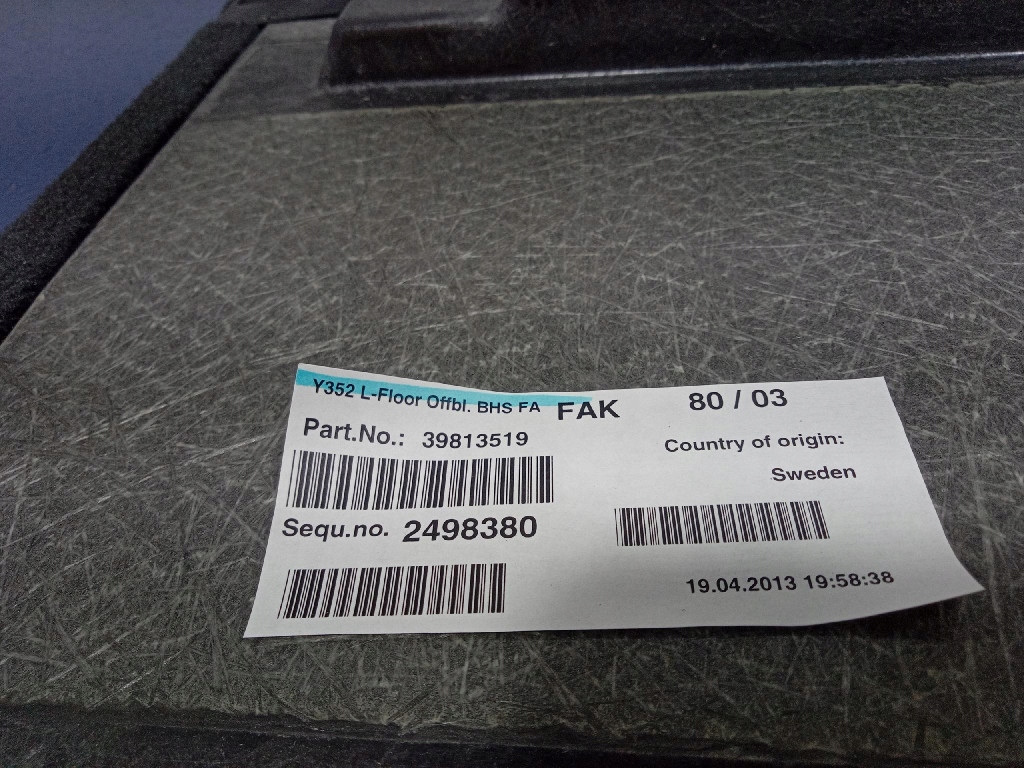 Y352 L-Floor Offbl. BHS FA FAK 80 / 03
Part.No.: 39813519
Country of origin:
Sweden
Sequ.no. 2498380
19.04.2013 19:58:38